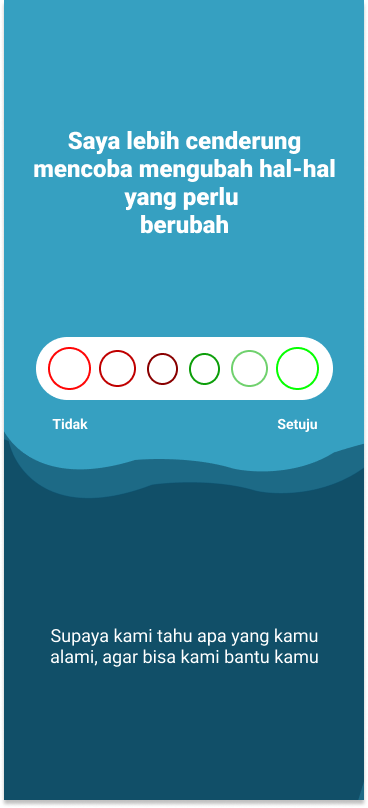 Saya lebih cenderung
mencoba mengubah hal-hal
yang perlu
berubah
Tidak
Setuju
Supaya kami tahu apa yang kamu
alami, agar bisa kami bantu kamu